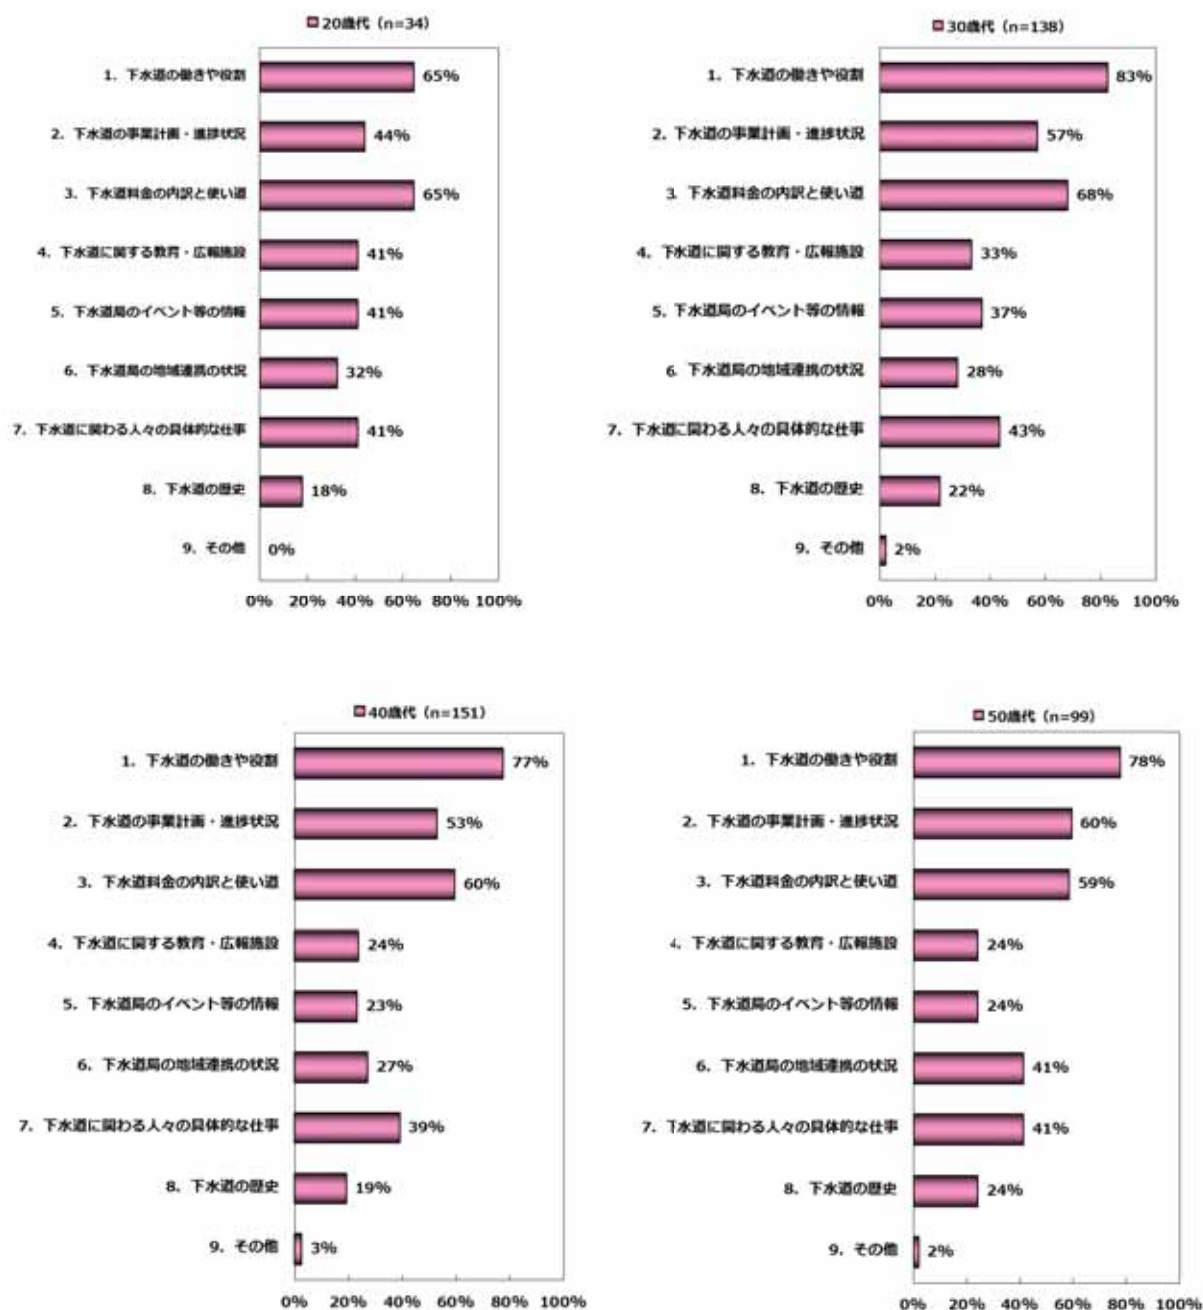 20歳代（n=34）
1．下水道の働きや役割 65%
2．下水道の事業計画・進捗状況 44%
3．下水道料金の内訳と使い道 65%
4．下水道に関する教育・広報施設 41%
5．下水道局のイベント等の情報 41%
6．下水道局の地域連携の状況 32%
7．下水道に関わる人々の具体的な仕事 41%
8．下水道の歴史 18%
9．その他 0%
0% 20% 40% 60% 80% 100%
30歳代（n=138）
1．下水道の働きや役割 83%
2．下水道の事業計画・進捗状況 57%
3．下水道料金の内訳と使い道 68%
4．下水道に関する教育・広報施設 33%
5．下水道局のイベント等の情報 37%
6．下水道局の地域連携の状況 28%
7．下水道に関わる人々の具体的な仕事 43%
8．下水道の歴史 22%
9．その他 2%
0% 20% 40% 60% 80% 100%
40歳代（n=151）
1．下水道の働きや役割 77%
2．下水道の事業計画・進捗状況 53%
3．下水道料金の内訳と使い道 60%
4．下水道に関する教育・広報施設 24%
5．下水道局のイベント等の情報 23%
6．下水道局の地域連携の状況 27%
7．下水道に関わる人々の具体的な仕事 39%
8．下水道の歴史 19%
9．その他 3%
0% 20% 40% 60% 80% 100%
50歳代（n=99）
1．下水道の働きや役割 78%
2．下水道の事業計画・進捗状況 60%
3．下水道料金の内訳と使い道 59%
4．下水道に関する教育・広報施設 24%
5．下水道局のイベント等の情報 24%
6．下水道局の地域連携の状況 41%
7．下水道に関わる人々の具体的な仕事 41%
8．下水道の歴史 24%
9．その他 2%
0% 20% 40% 60% 80% 100%